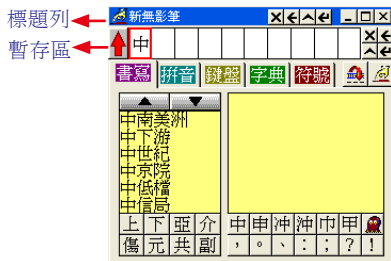 標題列
新無影筆
暫存區
中
書寫 拼音 鍵盤 字典 符號
中南美洲
中下游
中世紀
中京院
中低檔
中信局
上 下 亞 介 中 申 冲 沖 巾 甲
傷 元 共 副 , 。 、 : ; ? !